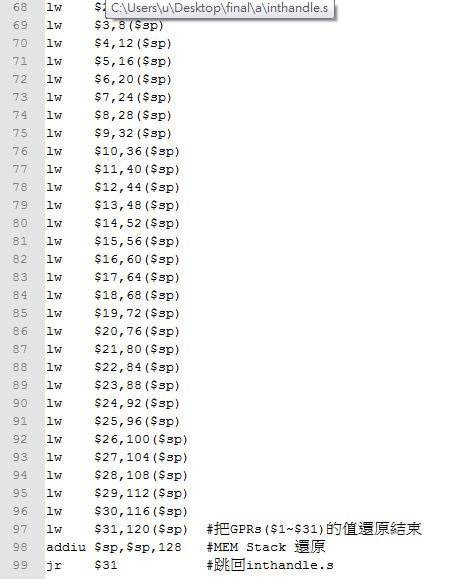 68 lw $2 C:\Users\u\Desktop\final\a\inthandle.s
69 lw $3,8($sp)
70 lw $4,12($sp)
71 lw $5,16($sp)
72 lw $6,20($sp)
73 lw $7,24($sp)
74 lw $8,28($sp)
75 lw $9,32($sp)
76 lw $10,36($sp)
77 lw $11,40($sp)
78 lw $12,44($sp)
79 lw $13,48($sp)
80 lw $14,52($sp)
81 lw $15,56($sp)
82 lw $16,60($sp)
83 lw $17,64($sp)
84 lw $18,68($sp)
85 lw $19,72($sp)
86 lw $20,76($sp)
87 lw $21,80($sp)
88 lw $22,84($sp)
89 lw $23,88($sp)
90 lw $24,92($sp)
91 lw $25,96($sp)
92 lw $26,100($sp)
93 lw $27,104($sp)
94 lw $28,108($sp)
95 lw $29,112($sp)
96 lw $30,116($sp)
97 lw $31,120($sp) #把GPRs($1~$31)的值還原結束
98 addiu $sp,$sp,128 #MEM Stack 還原
99 jr $31 #跳回inthandle.s